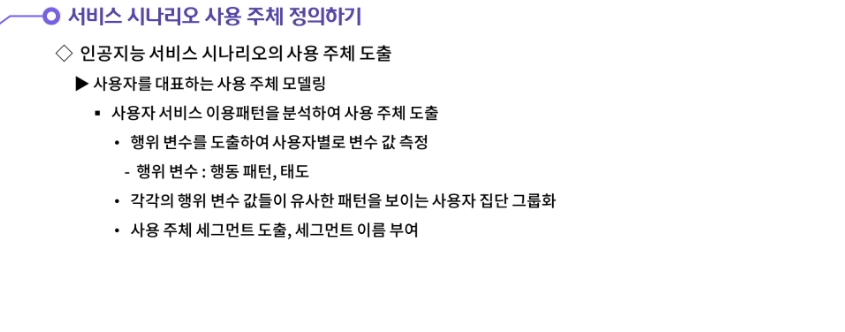 서비스 시나리오 사용 주체 정의하기
◇ 인공지능 서비스 시나리오의 사용 주체 도출
▶ 사용자를 대표하는 사용 주체 모델링
▪ 사용자 서비스 이용패턴을 분석하여 사용 주체 도출
• 행위 변수를 도출하여 사용자별로 변수 값 측정
- 행위 변수 : 행동 패턴, 태도
• 각각의 행위 변수 값들이 유사한 패턴을 보이는 사용자 집단 그룹화
• 사용 주체 세그먼트 도출, 세그먼트 이름 부여